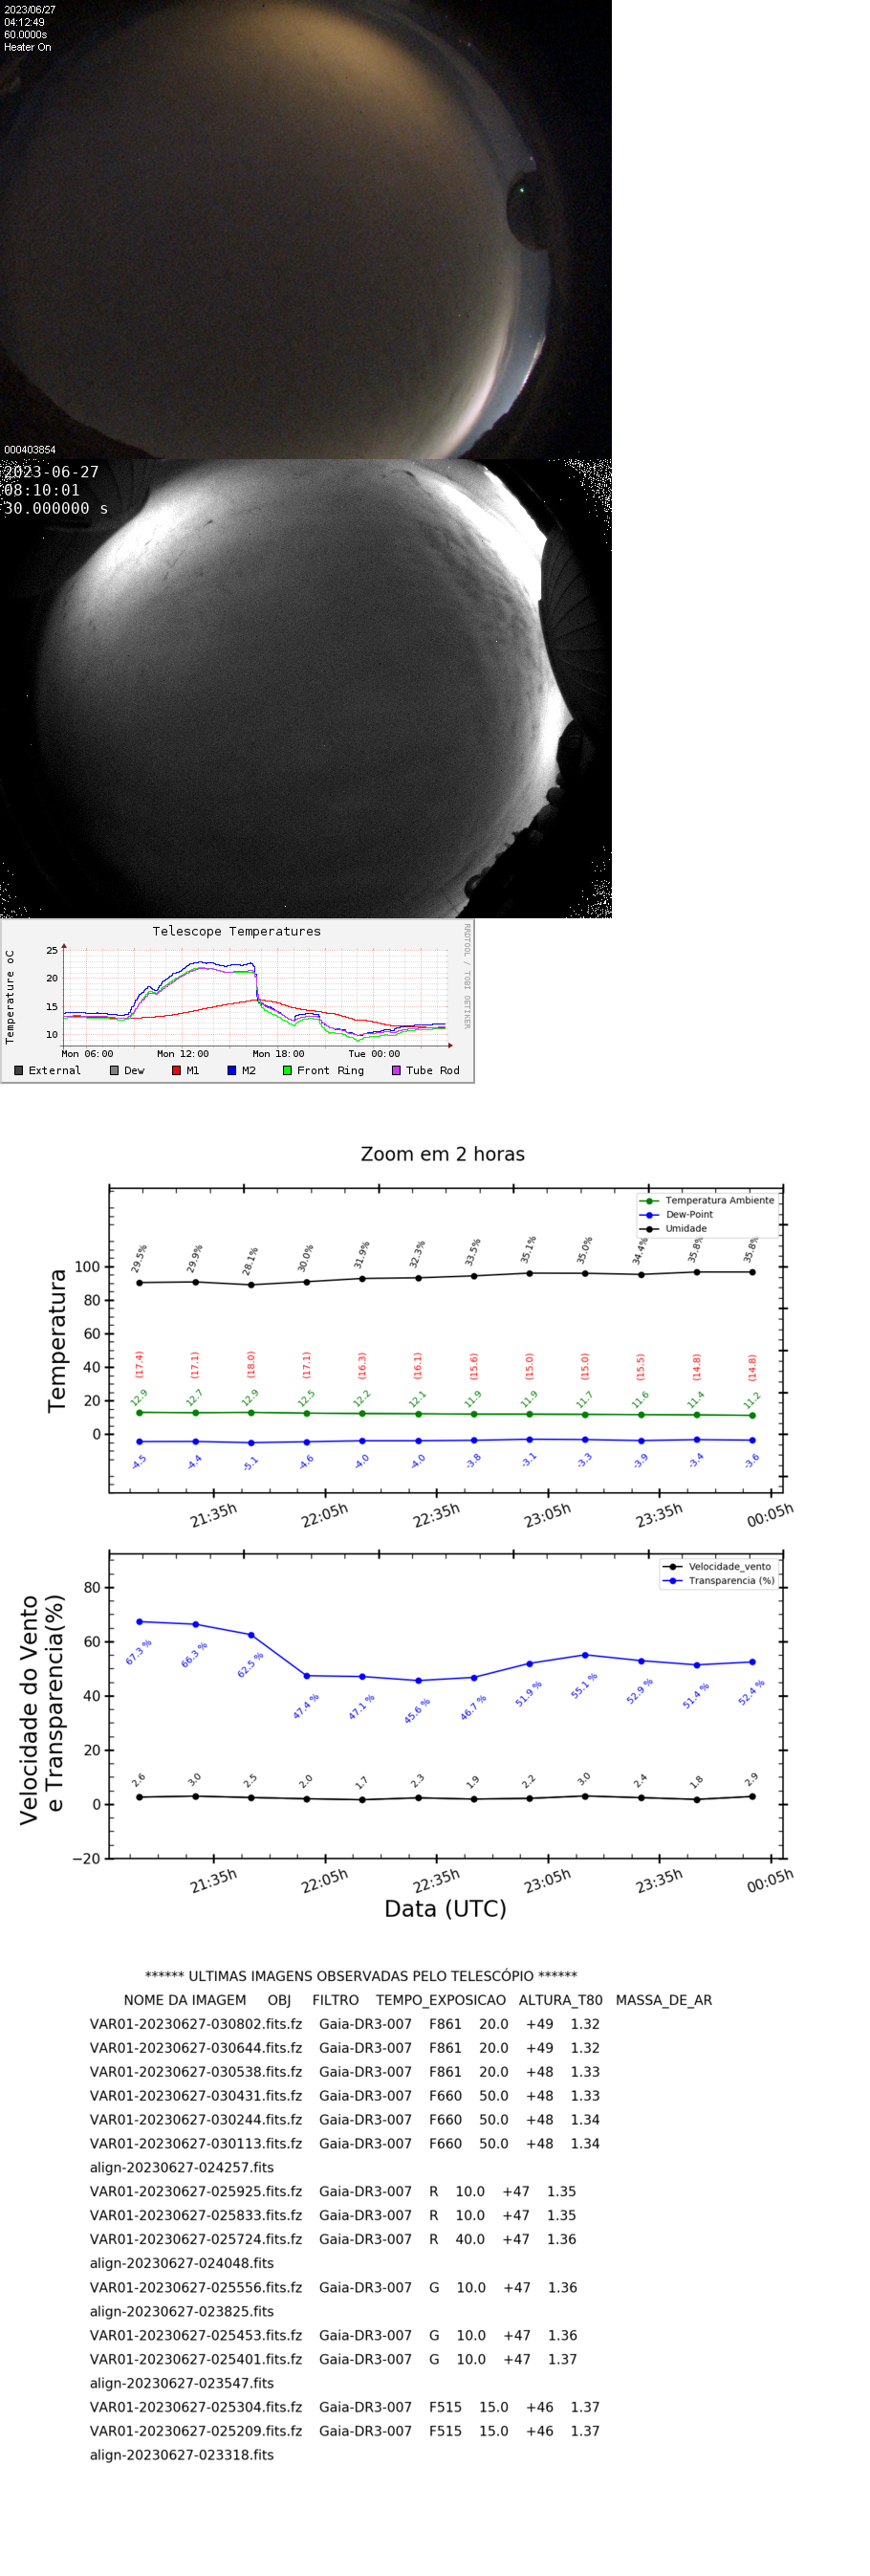 2023/06/27
04:12:49
60.0000s
Heater On
000403854
2023-06-27
08:10:01
30.000000 s
Telescope Temperatures
RRDTOOL / TOBI OETIKER
Temperature oC
25
20
15
10
Mon 06:00 Mon 12:00 Mon 18:00 Tue 00:00
External Dew M1 M2 Front Ring Tube Rod
Zoom em 2 horas
Temperatura Ambiente
Dew-Point
Umidade
Temperatura
100
80
60
40
20
0
29.5% 29.9% 28.1% 30.0% 31.9% 32.3% 33.5% 35.1% 35.0% 34.4% 35.8% 35.8%
(17.4) (17.1) (18.0) (17.1) (16.3) (16.1) (15.6) (15.0) (15.0) (15.5) (14.8) (14.8)
12.9 12.7 12.9 12.5 12.2 12.1 11.9 11.9 11.7 11.6 11.4 11.2
-4.5 -4.4 -5.1 -4.6 -4.0 -4.0 -3.8 -3.1 -3.3 -3.9 -3.4 -3.6
21:35h 22:05h 22:35h 23:05h 23:35h 00:05h
Velocidade_vento
Transparencia (%)
Velocidade do Vento
e Transparencia(%)
80
60
40
20
0
−20
67.3 % 66.3 % 62.5 % 47.4 % 47.1 % 45.6 % 46.7 % 51.9 % 55.1 % 52.9 % 51.4 % 52.4 %
2.6 3.0 2.5 2.0 1.7 2.3 1.9 2.2 3.0 2.4 1.8 2.9
21:35h 22:05h 22:35h 23:05h 23:35h 00:05h
Data (UTC)
****** ULTIMAS IMAGENS OBSERVADAS PELO TELESCÓPIO ******
NOME DA IMAGEM OBJ FILTRO TEMPO_EXPOSICAO ALTURA_T80 MASSA_DE_AR
VAR01-20230627-030802.fits.fz Gaia-DR3-007 F861 20.0 +49 1.32
VAR01-20230627-030644.fits.fz Gaia-DR3-007 F861 20.0 +49 1.32
VAR01-20230627-030538.fits.fz Gaia-DR3-007 F861 20.0 +48 1.33
VAR01-20230627-030431.fits.fz Gaia-DR3-007 F660 50.0 +48 1.33
VAR01-20230627-030244.fits.fz Gaia-DR3-007 F660 50.0 +48 1.34
VAR01-20230627-030113.fits.fz Gaia-DR3-007 F660 50.0 +48 1.34
align-20230627-024257.fits
VAR01-20230627-025925.fits.fz Gaia-DR3-007 R 10.0 +47 1.35
VAR01-20230627-025833.fits.fz Gaia-DR3-007 R 10.0 +47 1.35
VAR01-20230627-025724.fits.fz Gaia-DR3-007 R 40.0 +47 1.36
align-20230627-024048.fits
VAR01-20230627-025556.fits.fz Gaia-DR3-007 G 10.0 +47 1.36
align-20230627-023825.fits
VAR01-20230627-025453.fits.fz Gaia-DR3-007 G 10.0 +47 1.36
VAR01-20230627-025401.fits.fz Gaia-DR3-007 G 10.0 +47 1.37
align-20230627-023547.fits
VAR01-20230627-025304.fits.fz Gaia-DR3-007 F515 15.0 +46 1.37
VAR01-20230627-025209.fits.fz Gaia-DR3-007 F515 15.0 +46 1.37
align-20230627-023318.fits